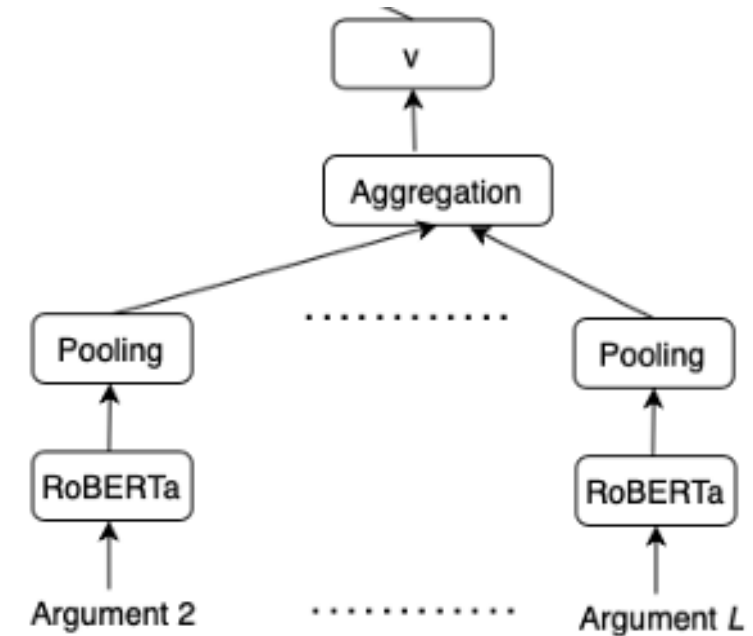 v
Aggregation
Pooling
Pooling
RoBERTa
RoBERTa
Argument 2
Argument L